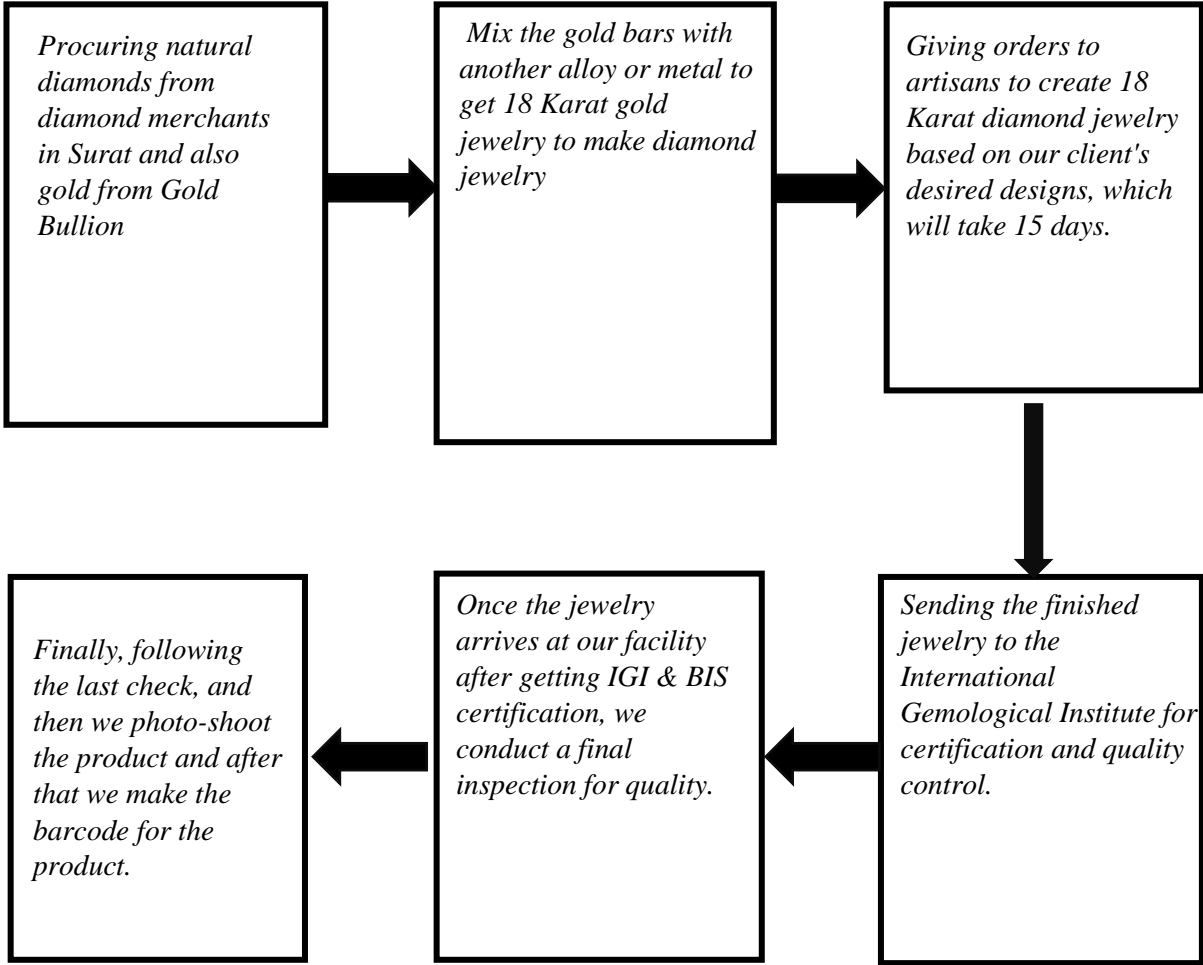 Procuring natural
diamonds from
diamond merchants
in Surat and also
gold from Gold
Bullion
Mix the gold bars with
another alloy or metal to
get 18 Karat gold
jewelry to make diamond
jewelry
Giving orders to
artisans to create 18
Karat diamond jewelry
based on our client's
desired designs, which
will take 15 days.
Sending the finished
jewelry to the
International
Gemological Institute for
certification and quality
control.
Once the jewelry
arrives at our facility
after getting IGI & BIS
certification, we
conduct a final
inspection for quality.
Finally, following
the last check, and
then we photo-shoot
the product and after
that we make the
barcode for the
product.